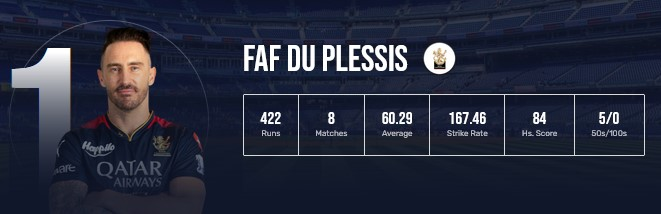 1
FAF DU PLESSIS
422 8 60.29 167.46 84 5/0
Runs Matches Average Strike Rate Hs. Score 50s/100s
Happilo
QATAR
AIRWAYS